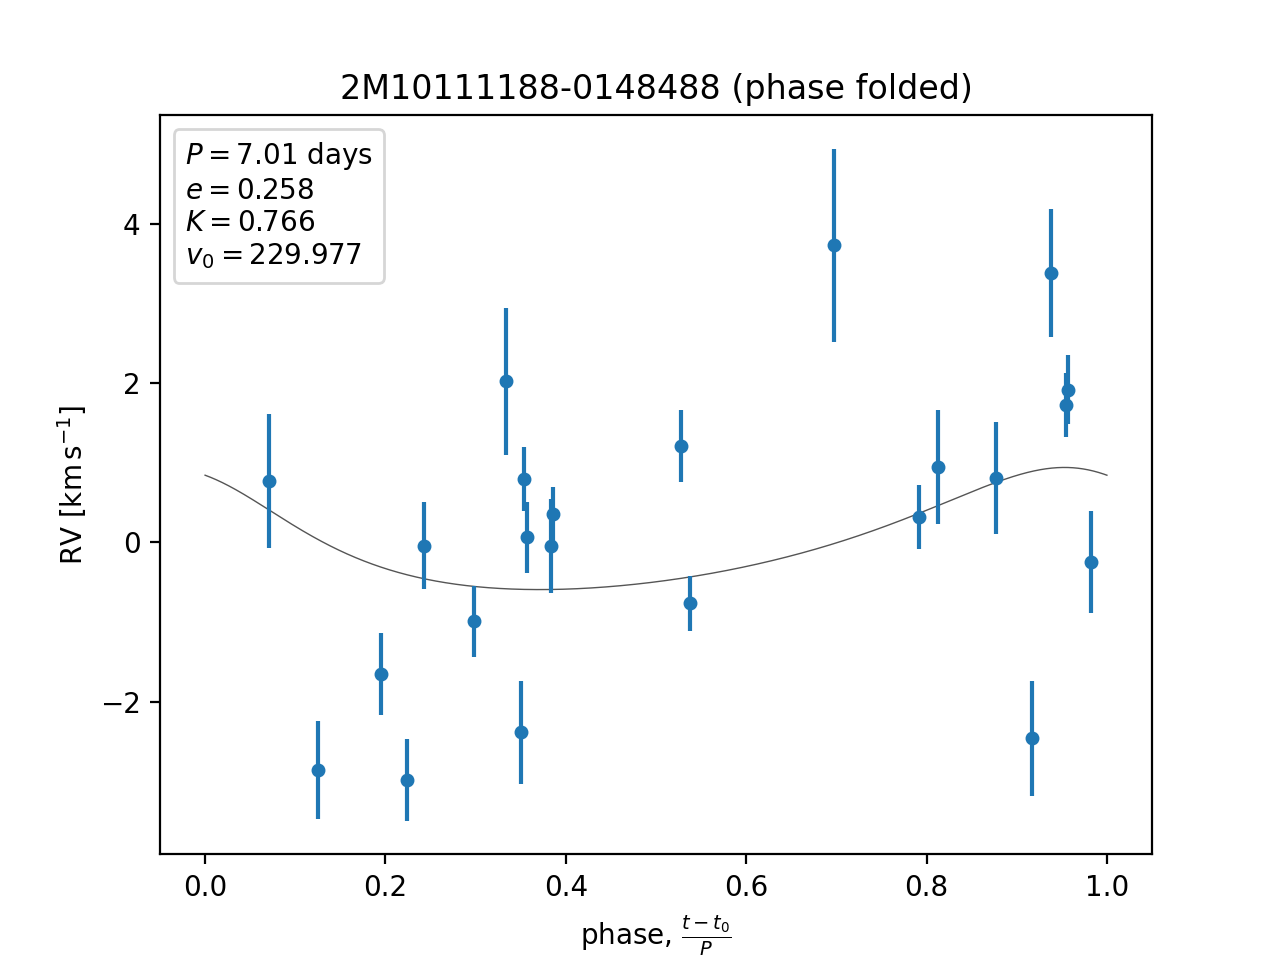 2M10111188-0148488 (phase folded)
P = 7.01 days
e = 0.258
K = 0.766
v₀ = 229.977
4
2
0
−2
RV [km s⁻¹]
0.0 0.2 0.4 0.6 0.8 1.0
phase, (t − t₀)/P